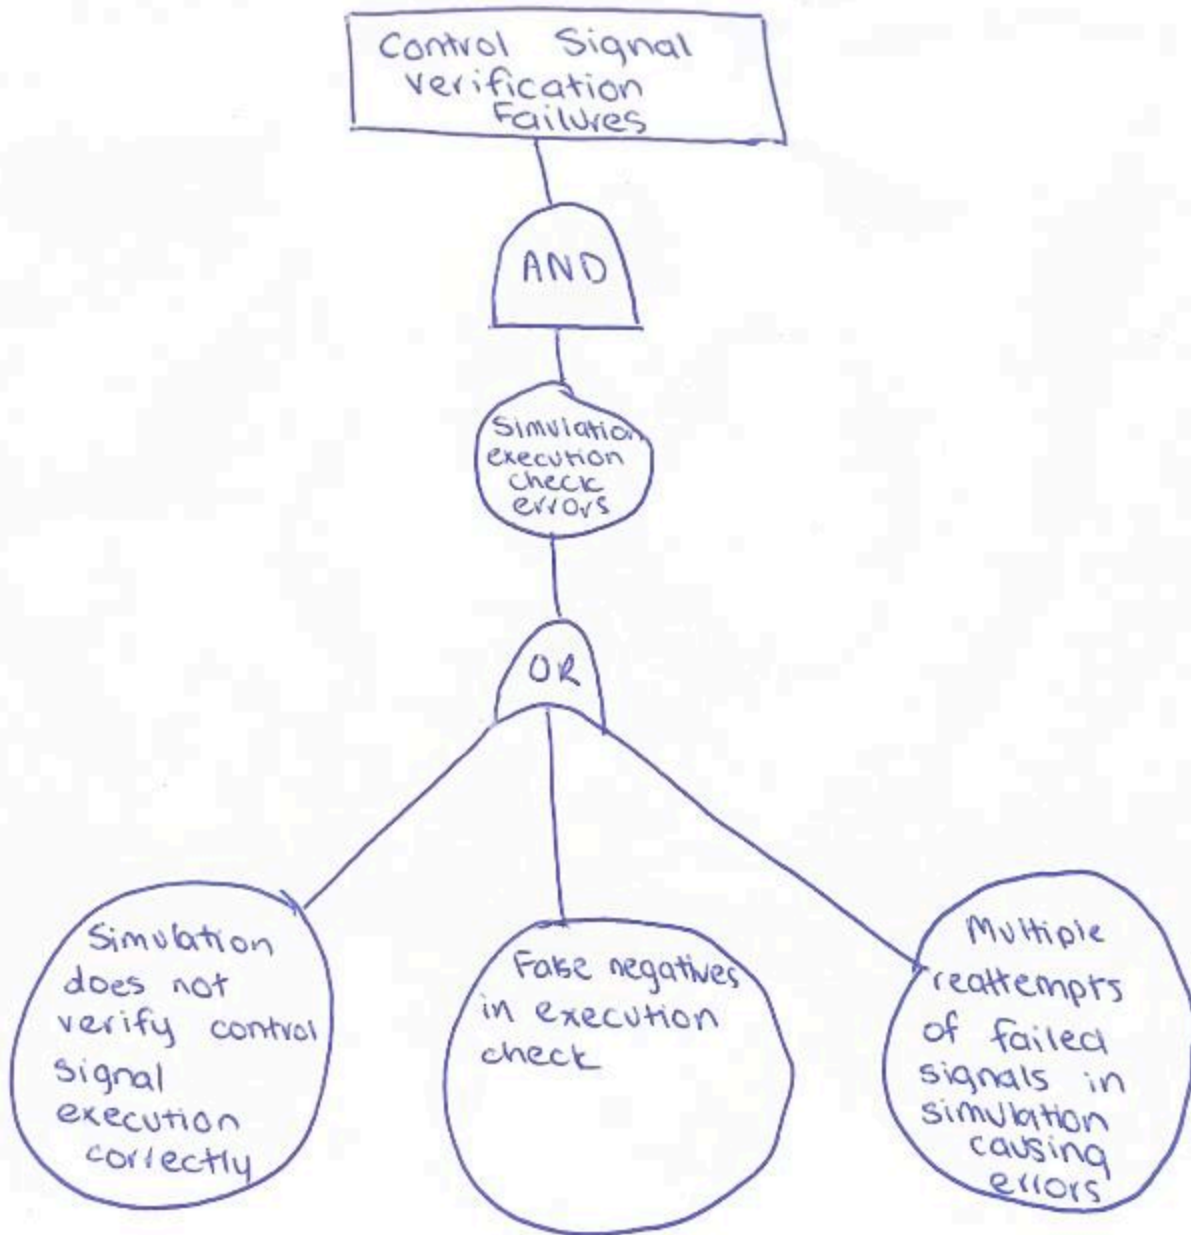 Control Signal
verification
Failures
AND
Simulation
execution
check
errors
OR
Simulation
does not
verify control
signal
execution
correctly
False negatives
in execution
check
Multiple
reattempts
of failed
signals in
simulation
causing
errors